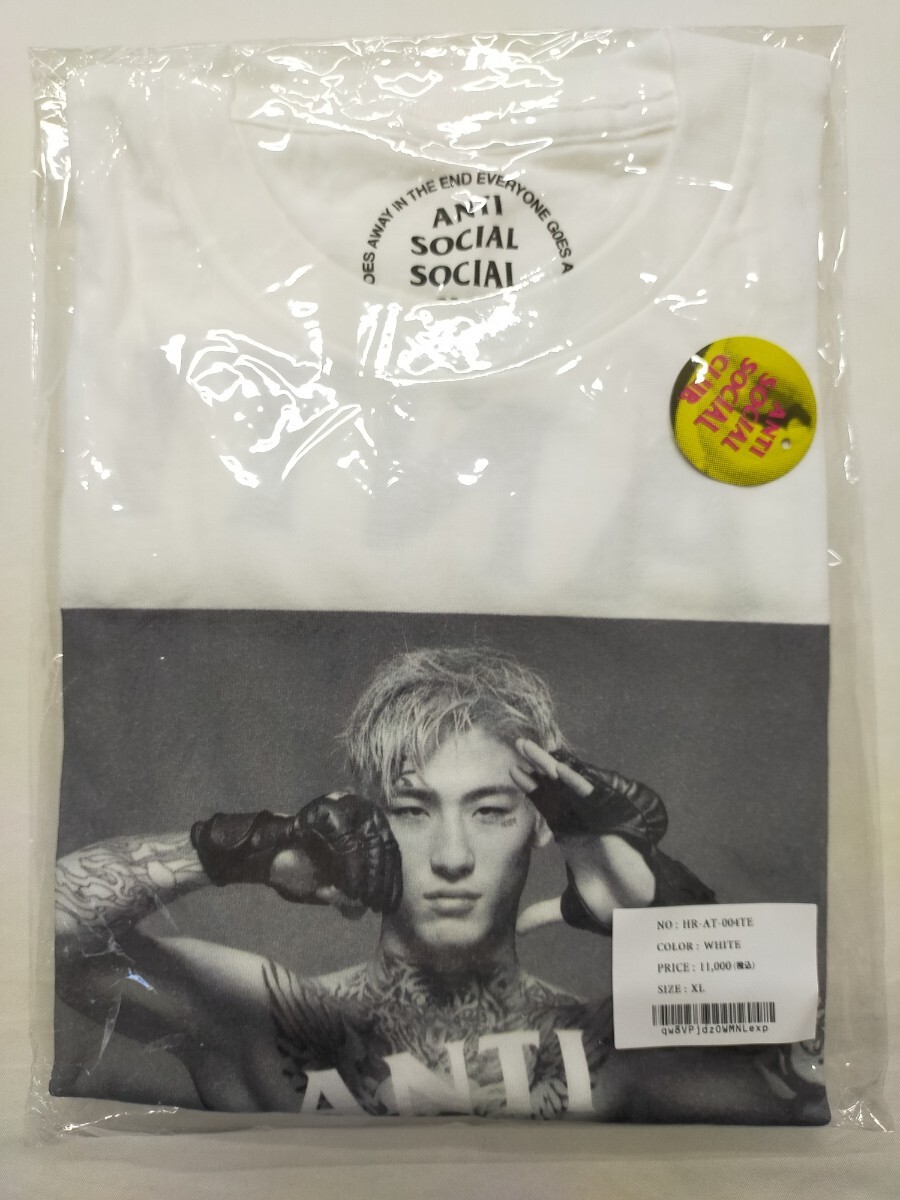 OES AWAY IN THE END EVERYONE GOES A
ANTI
SOCIAL
SOCIAL
ANTI
SOCIAL
SOCIAL
CLUB
NO : HR-AT-004TE
COLOR : WHITE
PRICE : 11,000 (税込)
SIZE : XL
qw8VPjdzOWMNLexp
ANTI